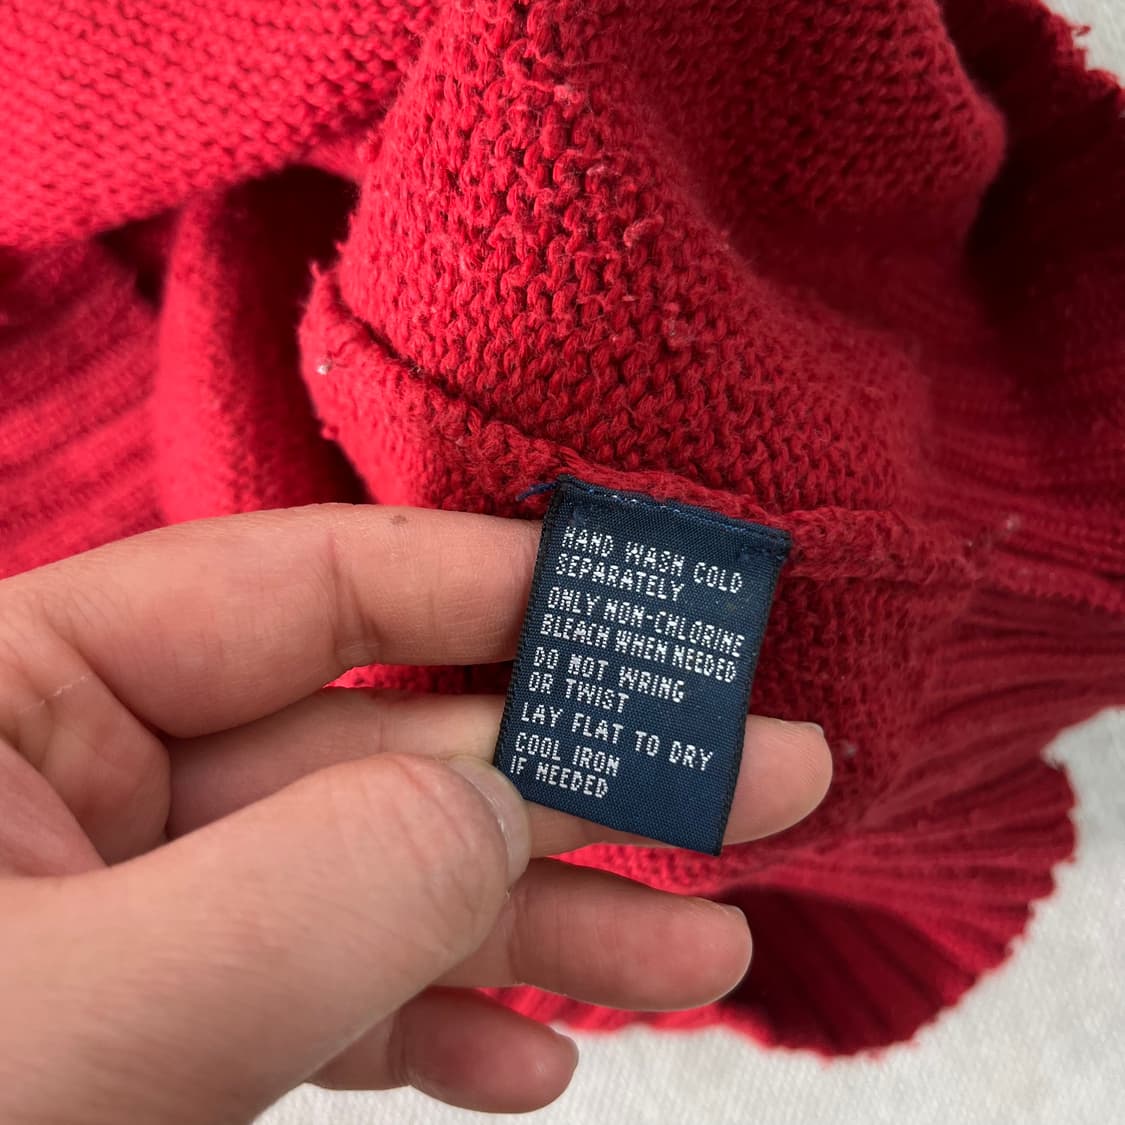 HAND WASH COLD
SEPARATELY
ONLY NON-CHLORINE
BLEACH WHEN NEEDED
DO NOT WRING
OR TWIST
LAY FLAT TO DRY
COOL IRON
IF NEEDED